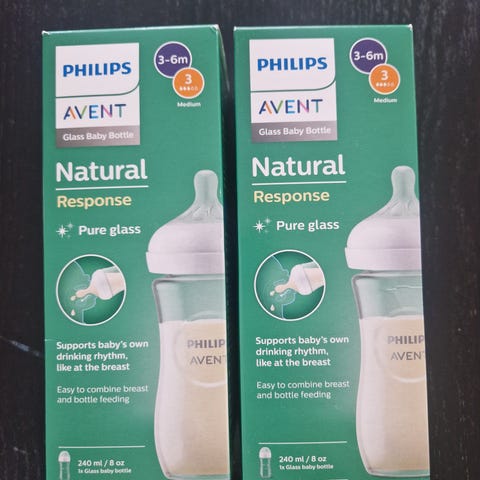 PHILIPS
3-6m
3
Medium
AVENT
Glass Baby Bottle
Natural
Response
Pure glass
Supports baby's own
drinking rhythm,
like at the breast
Easy to combine breast
and bottle feeding
240 ml / 8 oz
1x Glass baby bottle
PHILIP
AVENT
PHILIPS
3-6m
3
Medium
AVENT
Glass Baby Bottle
Natural
Response
Pure glass
Supports baby's own
drinking rhythm,
like at the breast
Easy to combine breast
and bottle feeding
240 ml / 8 oz
1x Glass baby bottle
PHILIP
AVENT